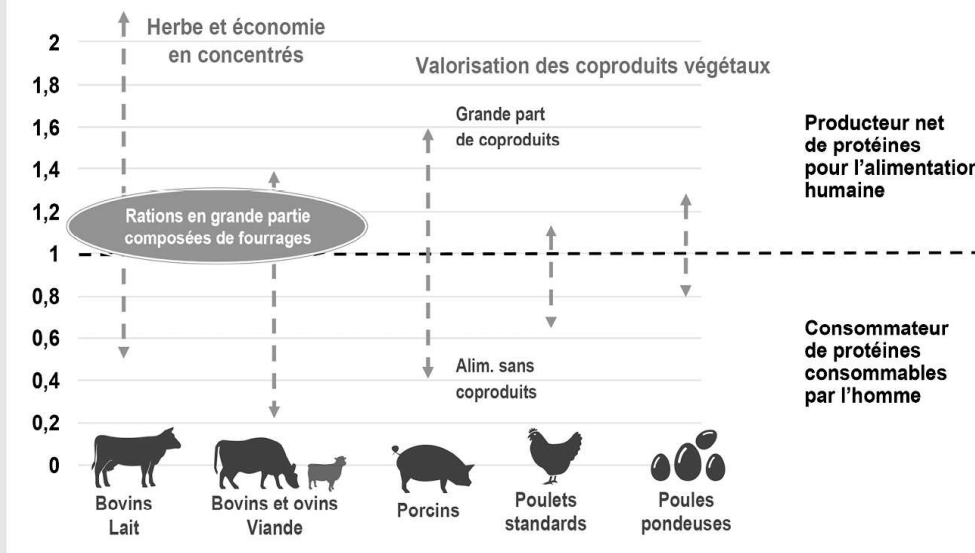 Herbe et économie
en concentrés
Valorisation des coproduits végétaux
2
1,8
1,6
1,4
1,2
1
0,8
0,6
0,4
0,2
0
Grande part
de coproduits
Rations en grande partie
composées de fourrages
Alim. sans
coproduits
Producteur net
de protéines
pour l’alimentation
humaine
Consommateur
de protéines
consommables
par l’homme
Bovins
Lait
Bovins et ovins
Viande
Porcins
Poulets
standards
Poules
pondeuses